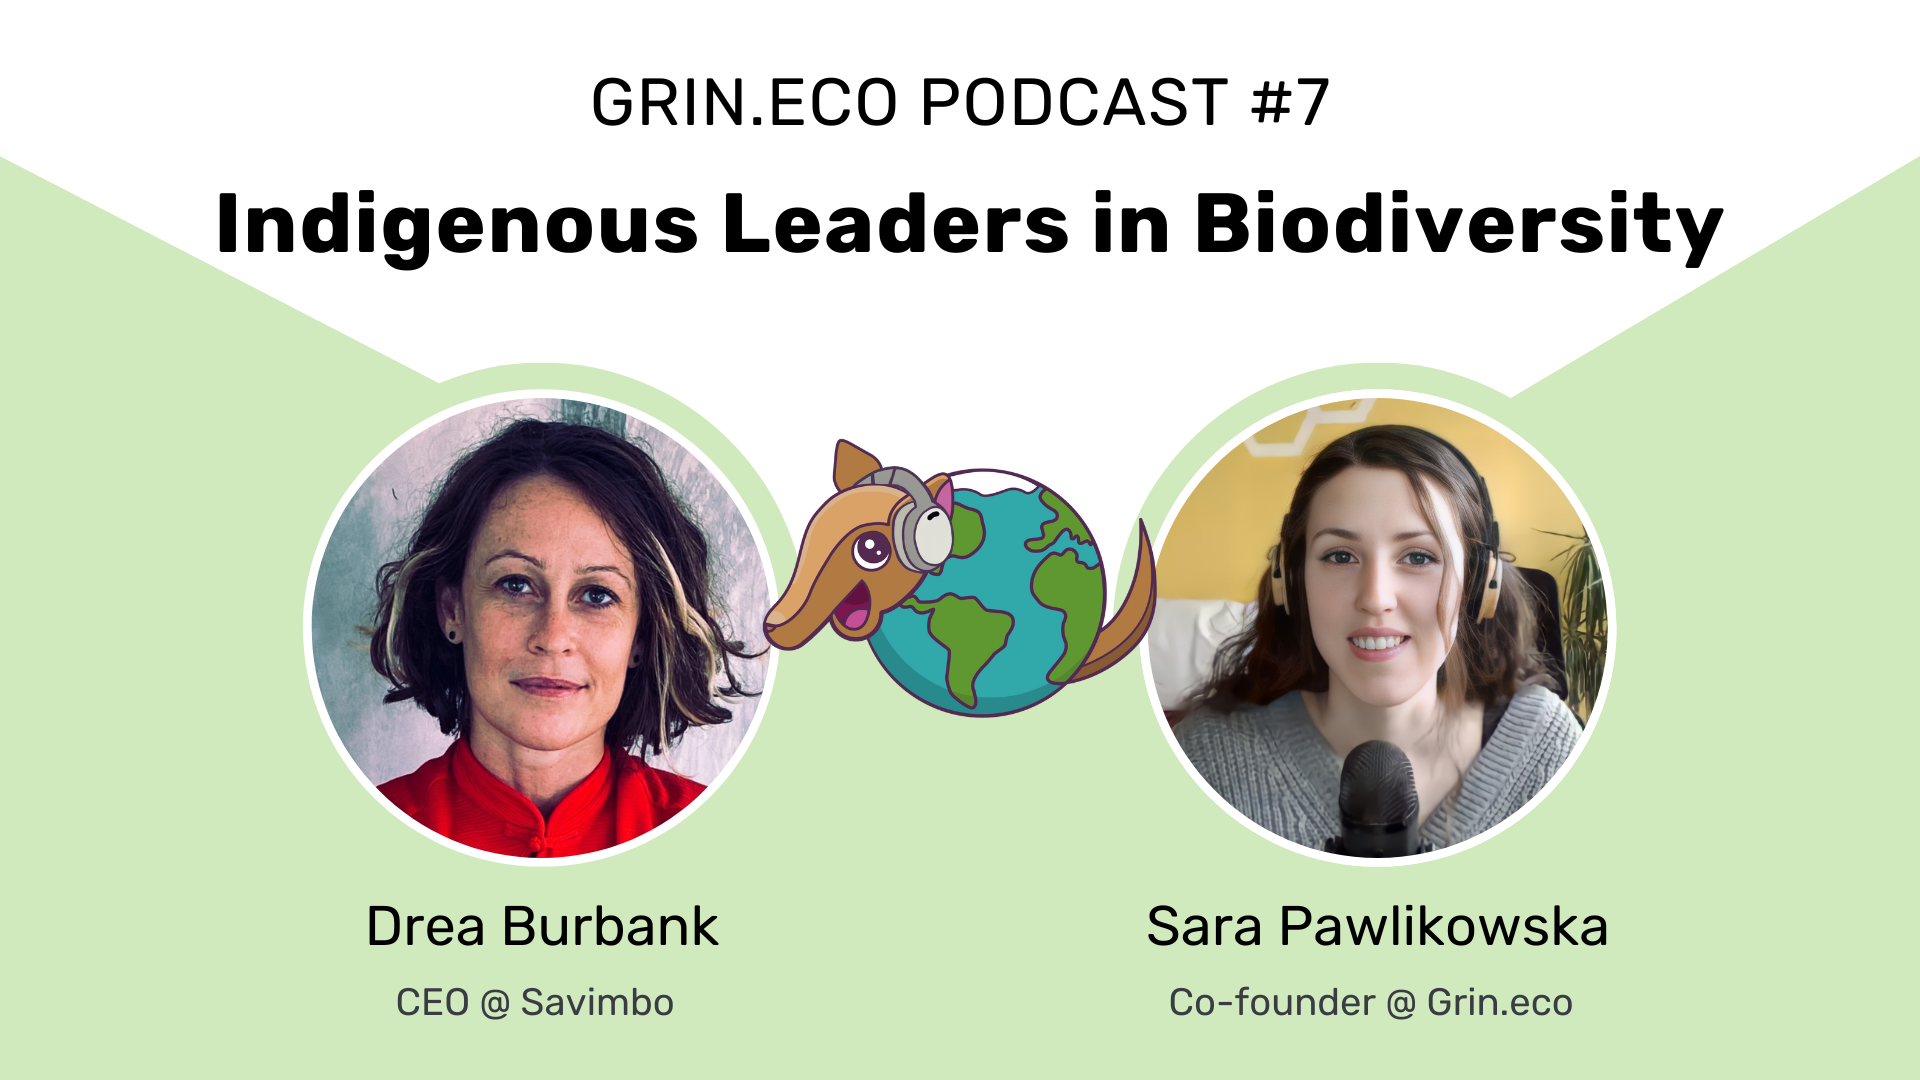 GRIN.ECO PODCAST #7
Indigenous Leaders in Biodiversity
Drea Burbank
Sara Pawlikowska
CEO @ Savimbo
Co-founder @ Grin.eco